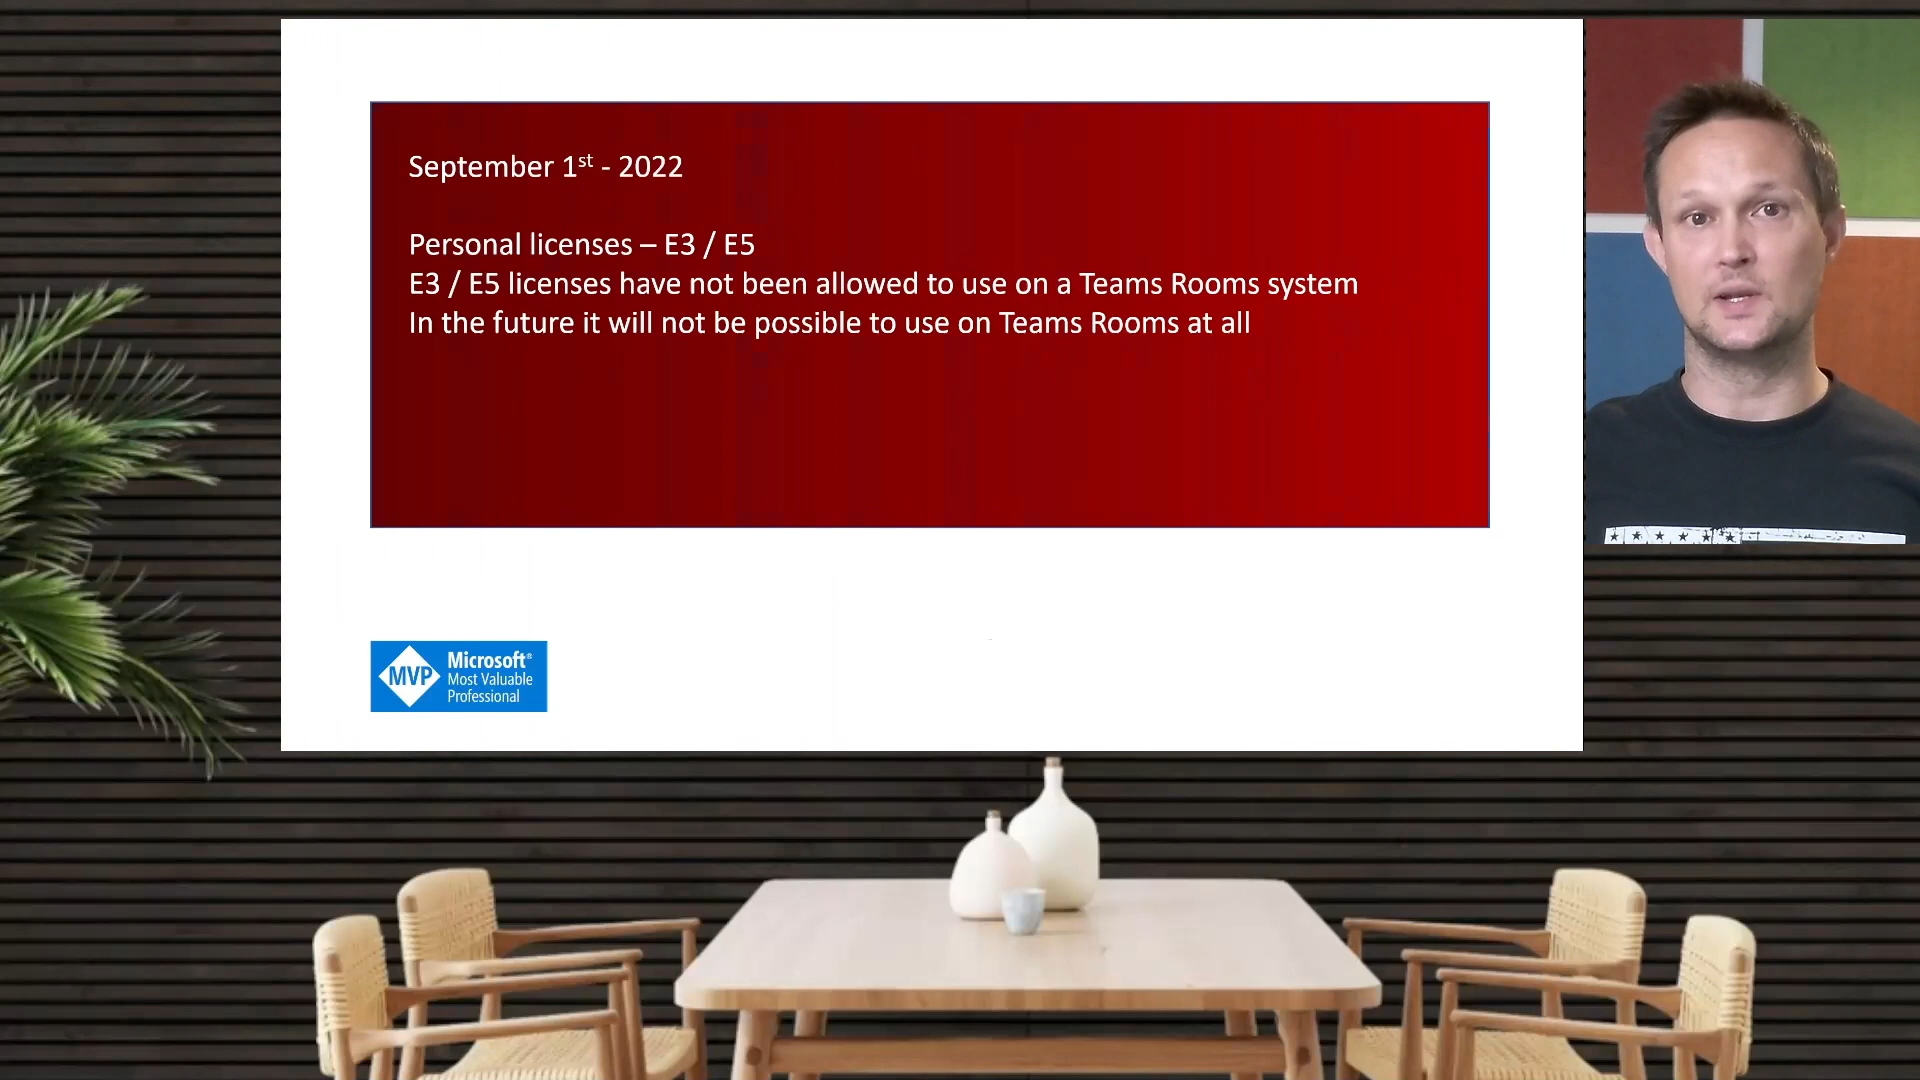 September 1st - 2022
Personal licenses – E3 / E5
E3 / E5 licenses have not been allowed to use on a Teams Rooms system
In the future it will not be possible to use on Teams Rooms at all
MVP
Microsoft®
Most Valuable
Professional